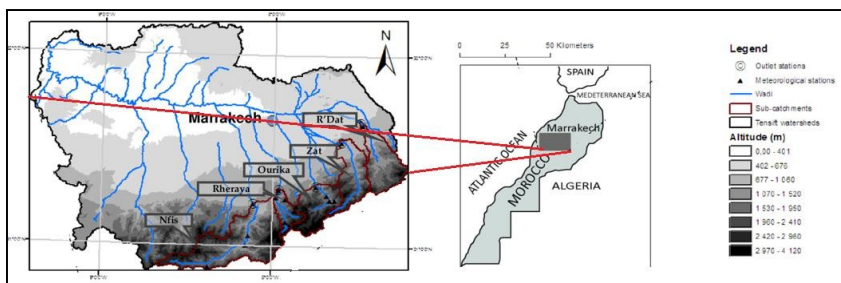 N
R'Dat
Marrakech
Zat
Ourika
Rheraya
Nfis
0 25 50 Kilometers
SPAIN
MEDETERRANEAN SEA
Marrakech
ATLANTIC OCEAN
MOROCCO
ALGERIA
Legend
Outlet stations
Meteorological stations
Wadi
Sub-catchments
Tensift watersheds
Altitude (m)
0,00 - 401
402 - 676
677 - 1 060
1 070 - 1 520
1 530 - 1 950
1 960 - 2 410
2 420 - 2 960
2 970 - 4 120